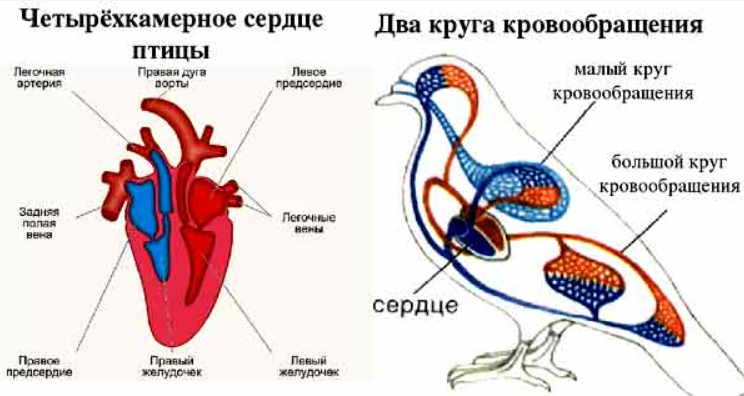 Четырёхкамерное сердце
птицы
Два круга кровообращения
Легочная
артерия
Правая дуга
аорты
Левое
предсердие
Задняя
полая
вена
Легочные
вены
Правое
предсердие
Правый
желудочек
Левый
желудочек
малый круг
кровообращения
большой круг
кровообращения
сердце